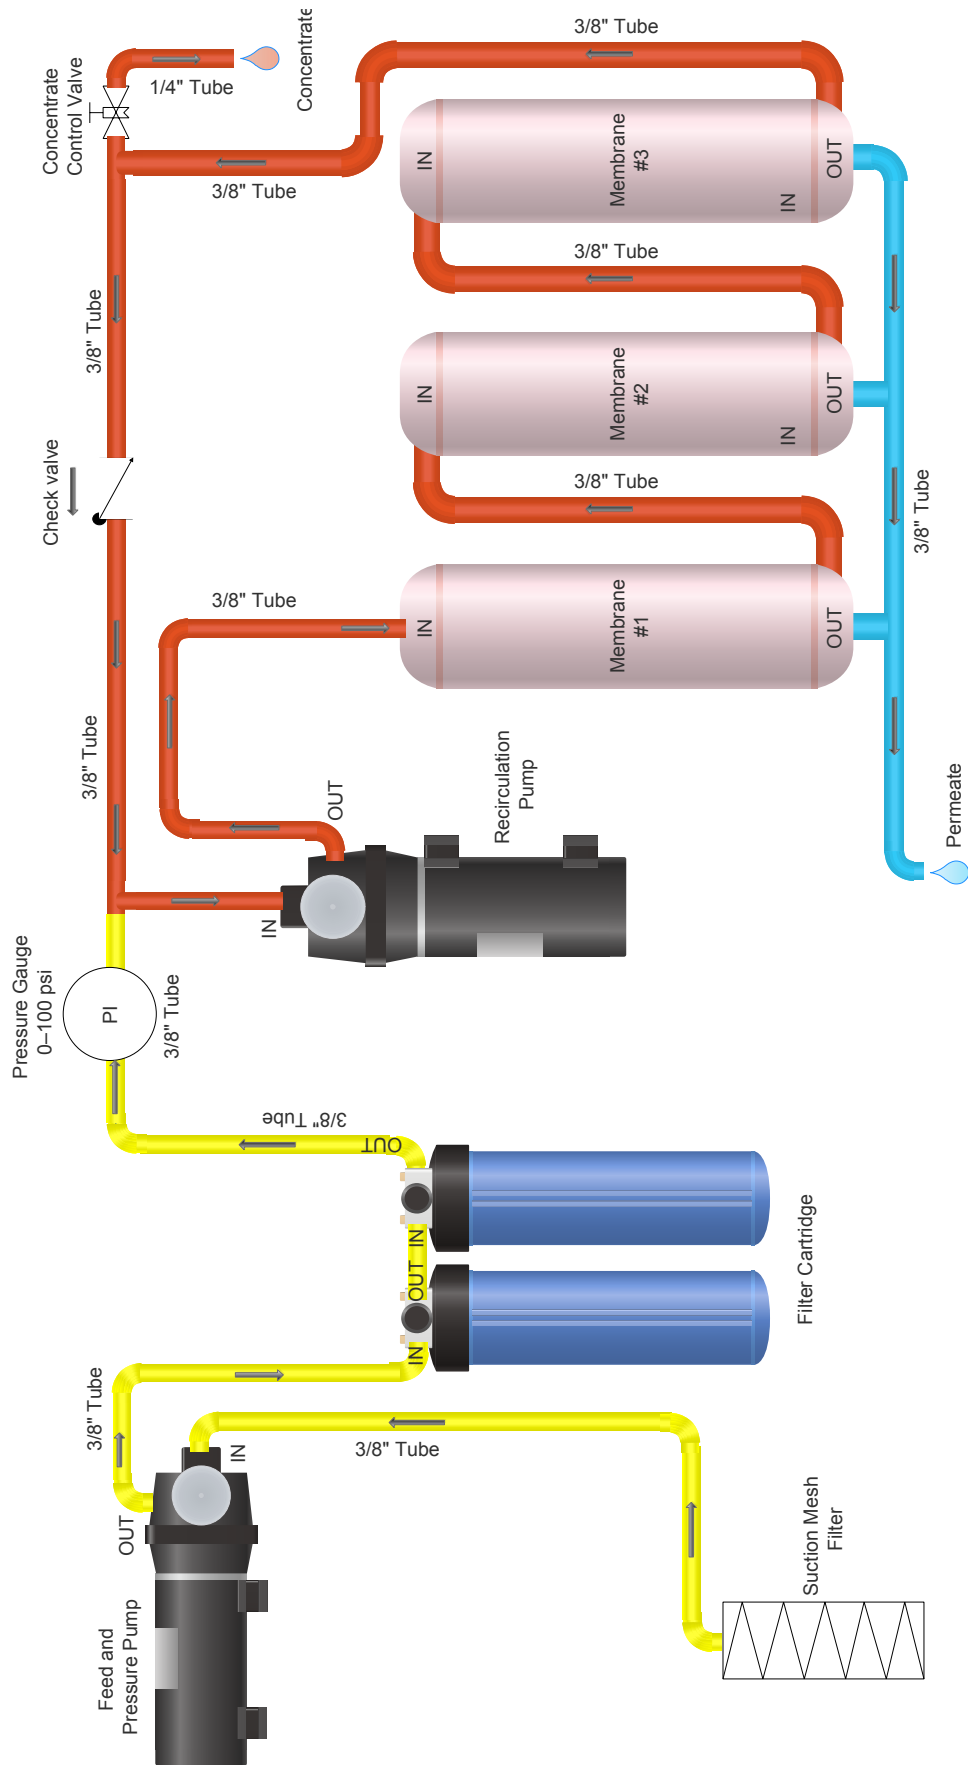 3/8" Tube
1/4" Tube
Concentrate
Concentrate
Control Valve
3/8" Tube
IN
Membrane
#3
IN
OUT
3/8" Tube
3/8" Tube
IN
Membrane
#2
IN
OUT
Check valve
3/8" Tube
3/8" Tube
3/8" Tube
IN
Membrane
#1
OUT
3/8" Tube
OUT
Recirculation
Pump
IN
Permeate
Pressure Gauge
0–100 psi
PI
3/8" Tube
3/8" Tube
OUT
IN
OUT
IN
Filter Cartridge
3/8" Tube
3/8" Tube
IN
OUT
Feed and
Pressure Pump
Suction Mesh
Filter